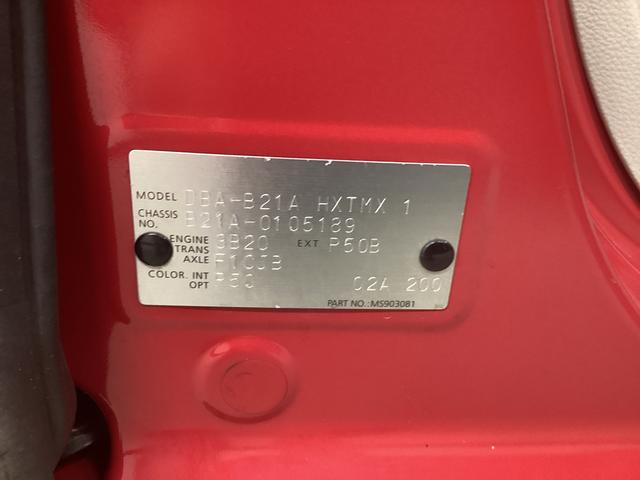 MODEL DBA-B21A HXTMX 1
CHASSIS NO. B21A-0105189
ENGINE 3B20 EXT P50B
TRANS AXLE F1CJB
COLOR. INT OPT P50 C2A 200
PART NO.:MS903081